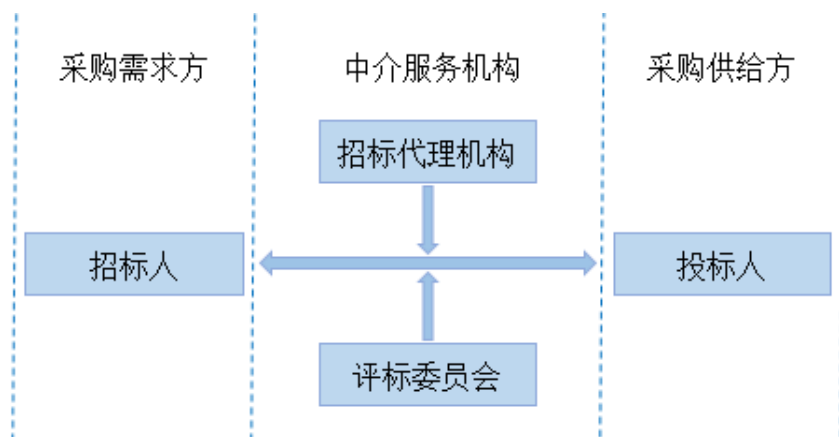 采购需求方
中介服务机构
采购供给方
招标代理机构
招标人
投标人
评标委员会